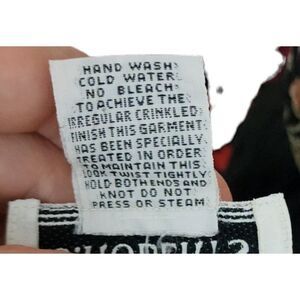 HAND WASH
COLD WATER
NO BLEACH
TO ACHIEVE THE
IRREGULAR CRINKLED
FINISH THIS GARMENT
HAS BEEN SPECIALLY
TREATED IN ORDER
TO MAINTAIN THIS
LOOK TWIST TIGHTLY
HOLD BOTH ENDS AND
KNOT DO NOT
PRESS OR STEAM